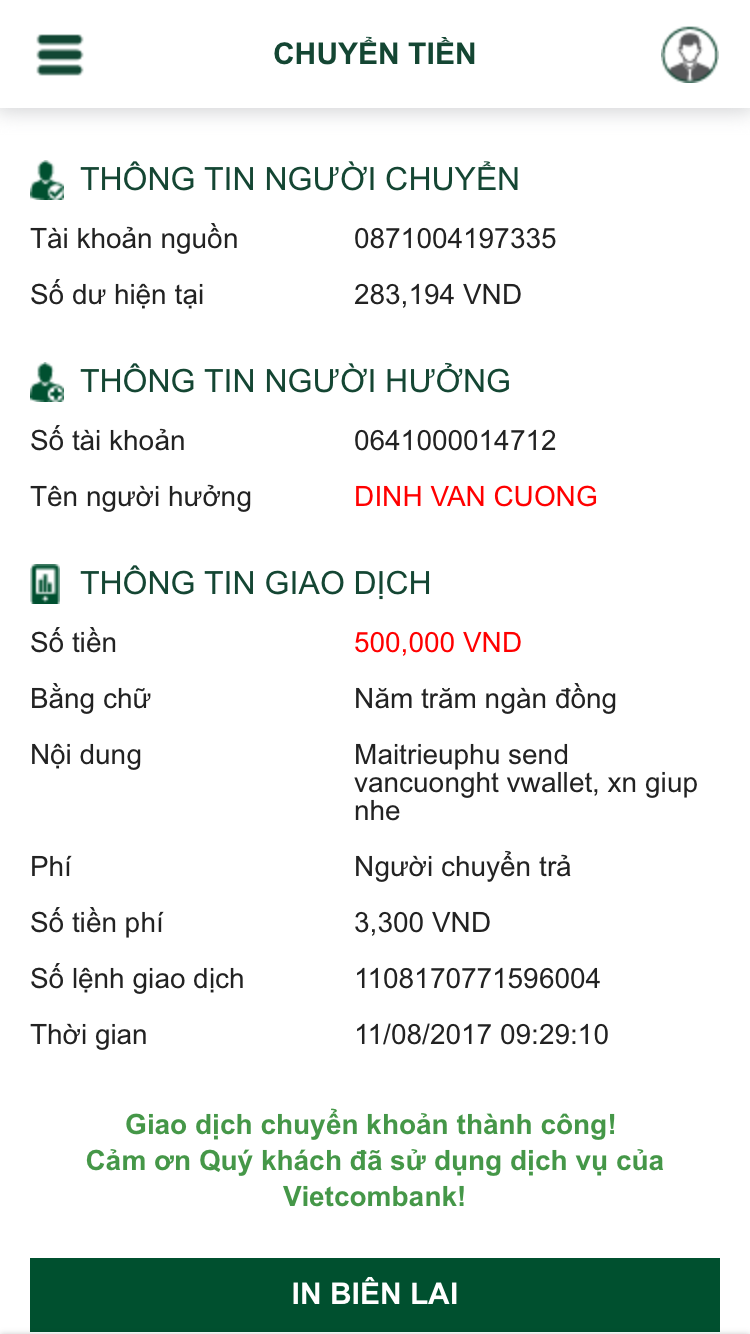 CHUYỂN TIỀN
THÔNG TIN NGƯỜI CHUYỂN
Tài khoản nguồn 0871004197335
Số dư hiện tại 283,194 VND
THÔNG TIN NGƯỜI HƯỞNG
Số tài khoản 0641000014712
Tên người hưởng DINH VAN CUONG
THÔNG TIN GIAO DỊCH
Số tiền 500,000 VND
Bằng chữ Năm trăm ngàn đồng
Nội dung Maitrieuphu send
vancuonght vwallet, xn giup
nhe
Phí Người chuyển trả
Số tiền phí 3,300 VND
Số lệnh giao dịch 1108170771596004
Thời gian 11/08/2017 09:29:10
Giao dịch chuyển khoản thành công!
Cảm ơn Quý khách đã sử dụng dịch vụ của
Vietcombank!
IN BIÊN LAI